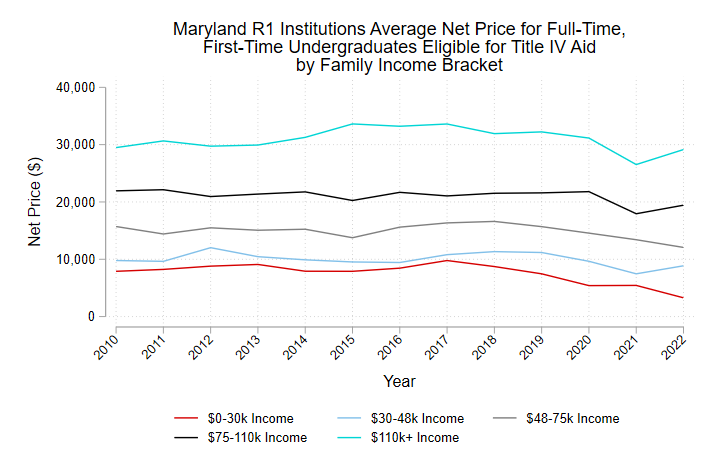 Maryland R1 Institutions Average Net Price for Full-Time,
First-Time Undergraduates Eligible for Title IV Aid
by Family Income Bracket
Net Price ($)
40,000
30,000
20,000
10,000
0
2010 2011 2012 2013 2014 2015 2016 2017 2018 2019 2020 2021 2022
Year
$0-30k Income $30-48k Income $48-75k Income
$75-110k Income $110k+ Income